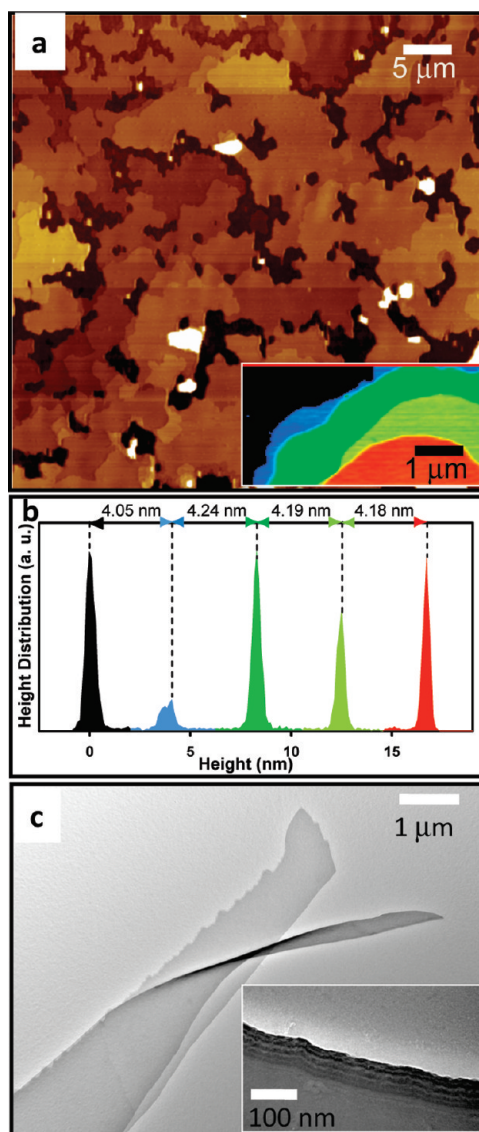 a
5 μm
1 μm
b
4.05 nm 4.24 nm 4.19 nm 4.18 nm
Height Distribution (a. u.)
0 5 10 15
Height (nm)
c
1 μm
100 nm